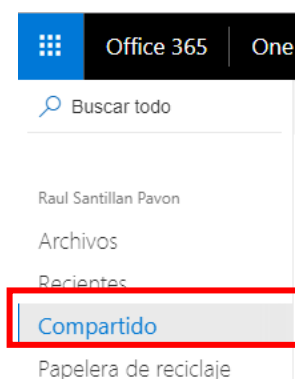 Office 365 One
Buscar todo
Raul Santillan Pavon
Archivos
Recientes
Compartido
Papelera de reciclaje